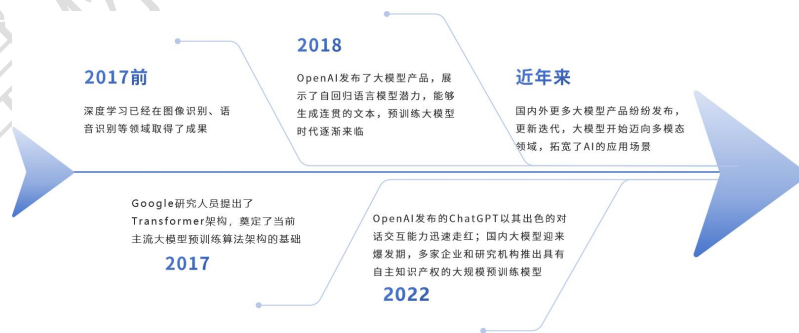 2017前
深度学习已经在图像识别、语
音识别等领域取得了成果
Google研究人员提出了
Transformer架构，奠定了当前
主流大模型预训练算法架构的基础
2017
2018
OpenAI发布了大模型产品，展
示了自回归语言模型潜力，能够
生成连贯的文本，预训练大模型
时代逐渐来临
OpenAI发布的ChatGPT以其出色的对
话交互能力迅速走红；国内大模型迎来
爆发期，多家企业和研究机构推出具有
自主知识产权的大规模预训练模型
2022
近年来
国内外更多大模型产品纷纷发布，
更新迭代，大模型开始迈向多模态
领域，拓宽了AI的应用场景